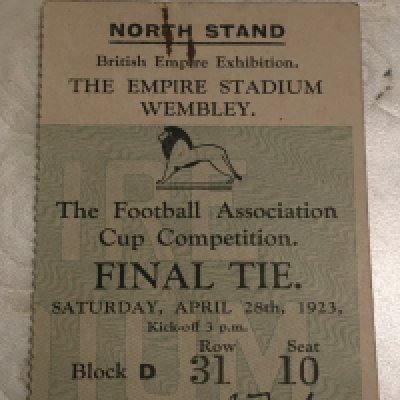 NORTH STAND
British Empire Exhibition.
THE EMPIRE STADIUM
WEMBLEY.
The Football Association
Cup Competition.
FINAL TIE.
SATURDAY, APRIL 28th, 1923,
Kick-off 3 p.m.
Row Seat
Block D 31 10